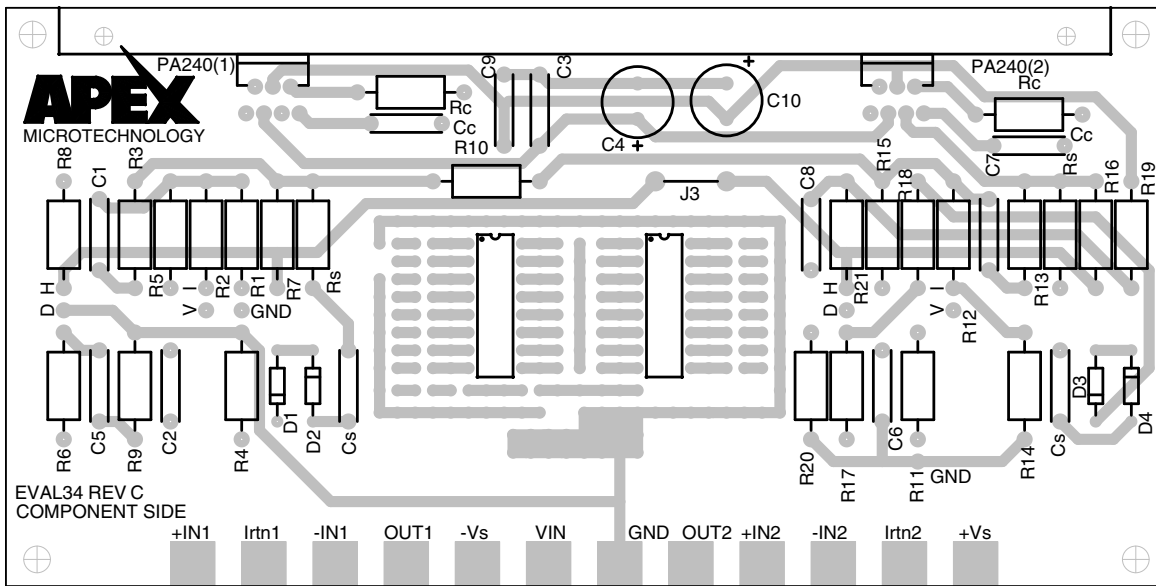 PA240(1)
C9
C3
+
PA240(2)
APEX
MICROTECHNOLOGY
Rc
Cc
R10
C4
+
C10
Rc
Cc
R8
C1
R3
R15
C7
Rs
R16
R19
J3
C8
R18
H
D
R5
I
V
R2
R1
GND
R7
Rs
H
D
R21
I
V
R12
R13
R6
C5
R9
C2
R4
D1
D2
Cs
R20
R17
C6
R11
GND
R14
Cs
D3
D4
EVAL34 REV C
COMPONENT SIDE
+IN1 Irtn1 -IN1 OUT1 -Vs VIN GND OUT2 +IN2 -IN2 Irtn2 +Vs